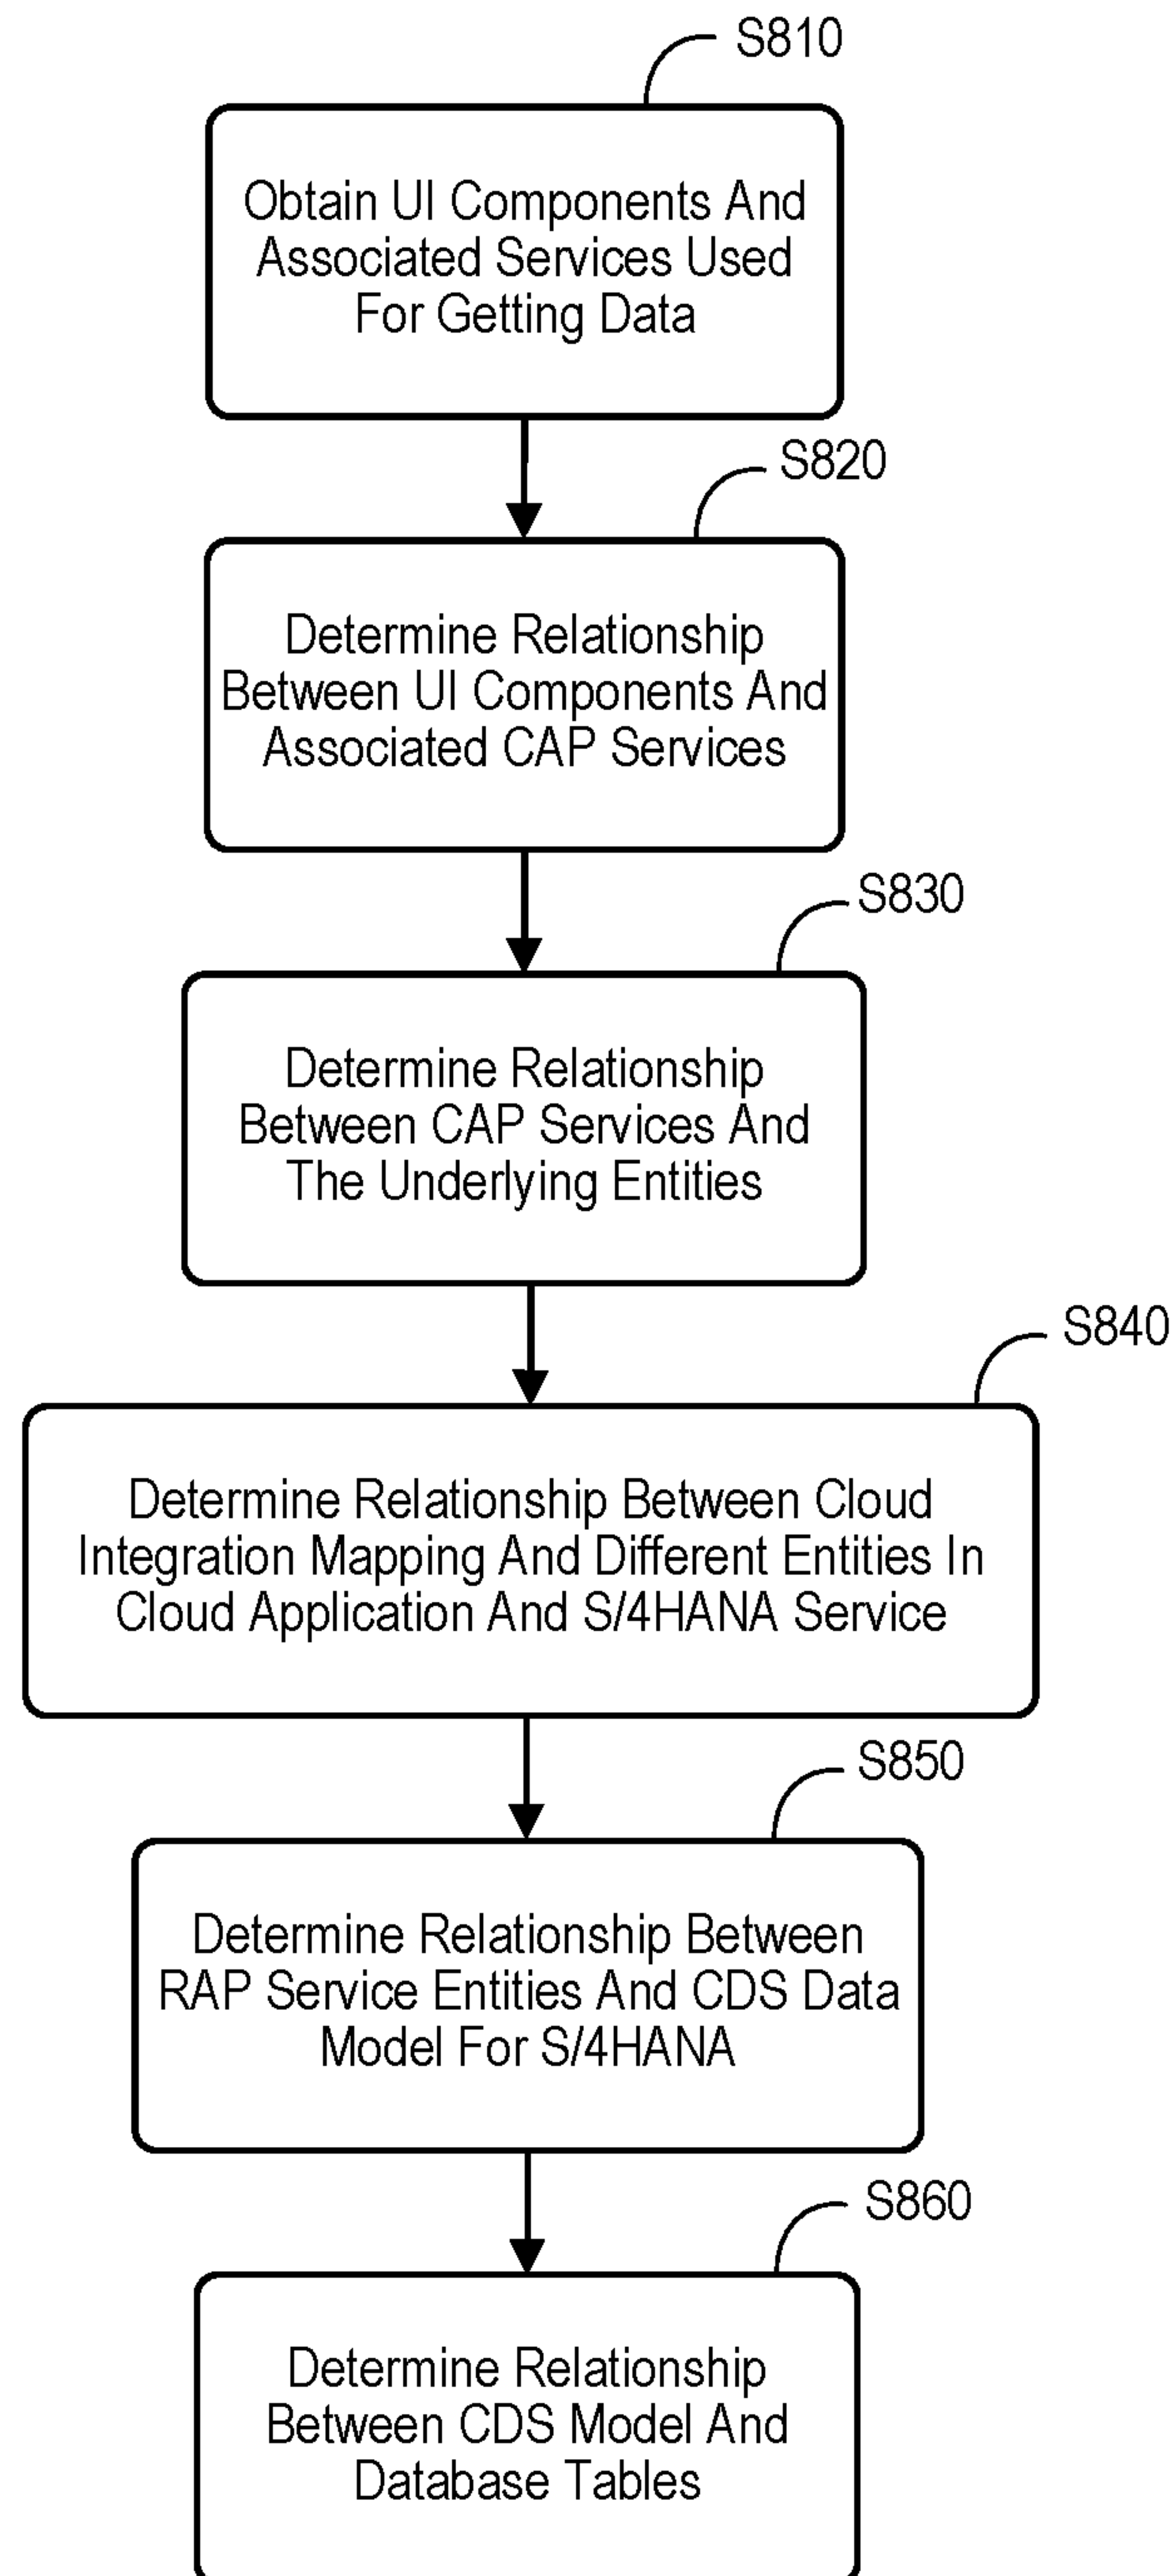 S810
Obtain UI Components And
Associated Services Used
For Getting Data
S820
Determine Relationship
Between UI Components And
Associated CAP Services
S830
Determine Relationship
Between CAP Services And
The Underlying Entities
S840
Determine Relationship Between Cloud
Integration Mapping And Different Entities In
Cloud Application And S/4HANA Service
S850
Determine Relationship Between
RAP Service Entities And CDS Data
Model For S/4HANA
S860
Determine Relationship
Between CDS Model And
Database Tables